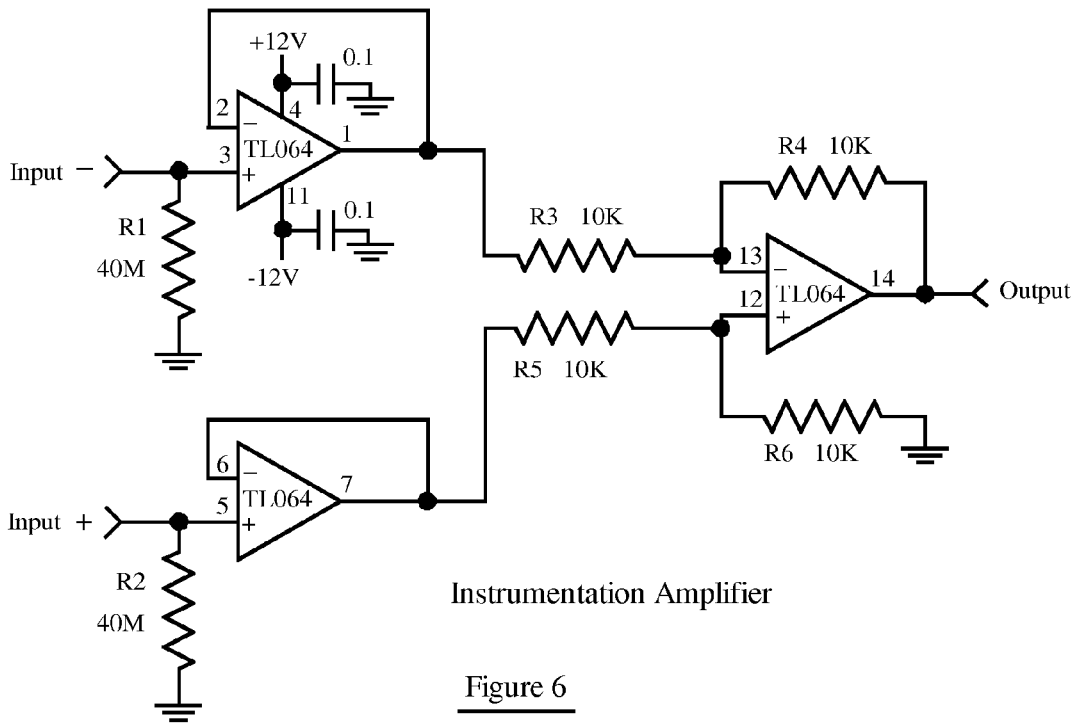 +12V
0.1
2
4
−
TL064
1
3
+
Input −
11
0.1
R1
40M
-12V
R3 10K
R4 10K
13
−
TL064
14
12
+
Output
R5 10K
R6 10K
6
−
TL064
7
5
+
Input +
R2
40M
Instrumentation Amplifier
Figure 6